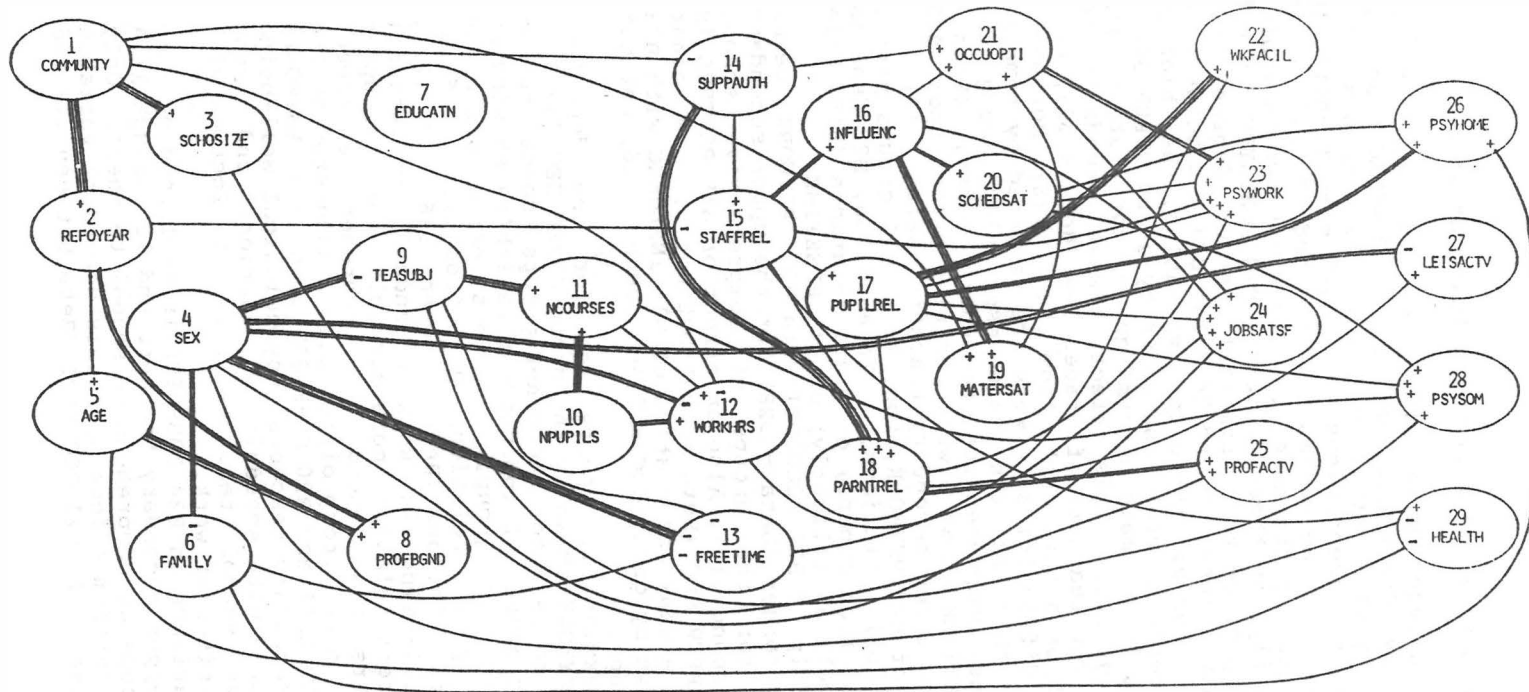 1
COMMUNTY
2
REFOYEAR
3
SCHOSIZE
4
SEX
5
AGE
6
FAMILY
7
EDUCATN
8
PROFBGND
9
TEASUBJ
10
NPUPILS
11
NCOURSES
12
WORKHRS
13
FREETIME
14
SUPPAUTH
15
STAFFREL
16
INFLUENC
17
PUPILREL
18
PARNTREL
19
MATERSAT
20
SCHEDSAT
21
OCCUOPTI
22
WKFACIL
23
PSYWORK
24
JOBSATSF
25
PROFACTV
26
PSYHOME
27
LEISACTV
28
PSYSOM
29
HEALTH